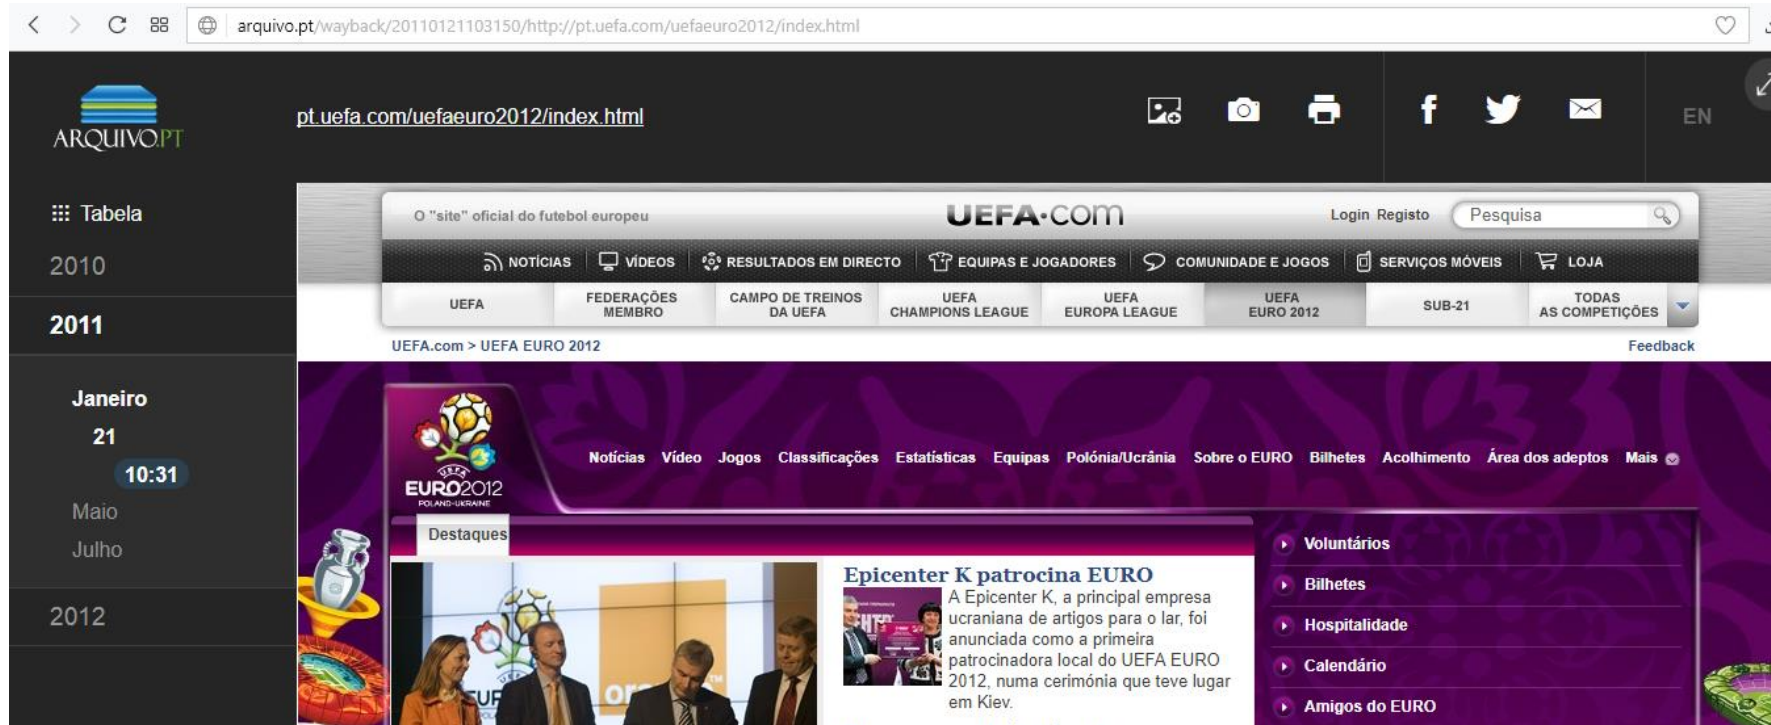 arquivo.pt/wayback/20110121103150/http://pt.uefa.com/uefaeuro2012/index.html
ARQUIVO.PT
pt.uefa.com/uefaeuro2012/index.html
EN
Tabela
2010
2011
Janeiro
21
10:31
Maio
Julho
2012
O "site" oficial do futebol europeu
UEFA.com
Login Registo
Pesquisa
NOTÍCIAS
VÍDEOS
RESULTADOS EM DIRECTO
EQUIPAS E JOGADORES
COMUNIDADE E JOGOS
SERVIÇOS MÓVEIS
LOJA
UEFA
FEDERAÇÕES
MEMBRO
CAMPO DE TREINOS
DA UEFA
UEFA
CHAMPIONS LEAGUE
UEFA
EUROPA LEAGUE
UEFA
EURO 2012
SUB-21
TODAS
AS COMPETIÇÕES
UEFA.com > UEFA EURO 2012
Feedback
UEFA
EURO2012
POLAND-UKRAINE
Notícias Vídeo Jogos Classificações Estatísticas Equipas Polónia/Ucrânia Sobre o EURO Bilhetes Acolhimento Área dos adeptos Mais
Destaques
Epicenter K patrocina EURO
A Epicenter K, a principal empresa
ucraniana de artigos para o lar, foi
anunciada como a primeira
patrocinadora local do UEFA EURO
2012, numa cerimónia que teve lugar
em Kiev.
Voluntários
Bilhetes
Hospitalidade
Calendário
Amigos do EURO